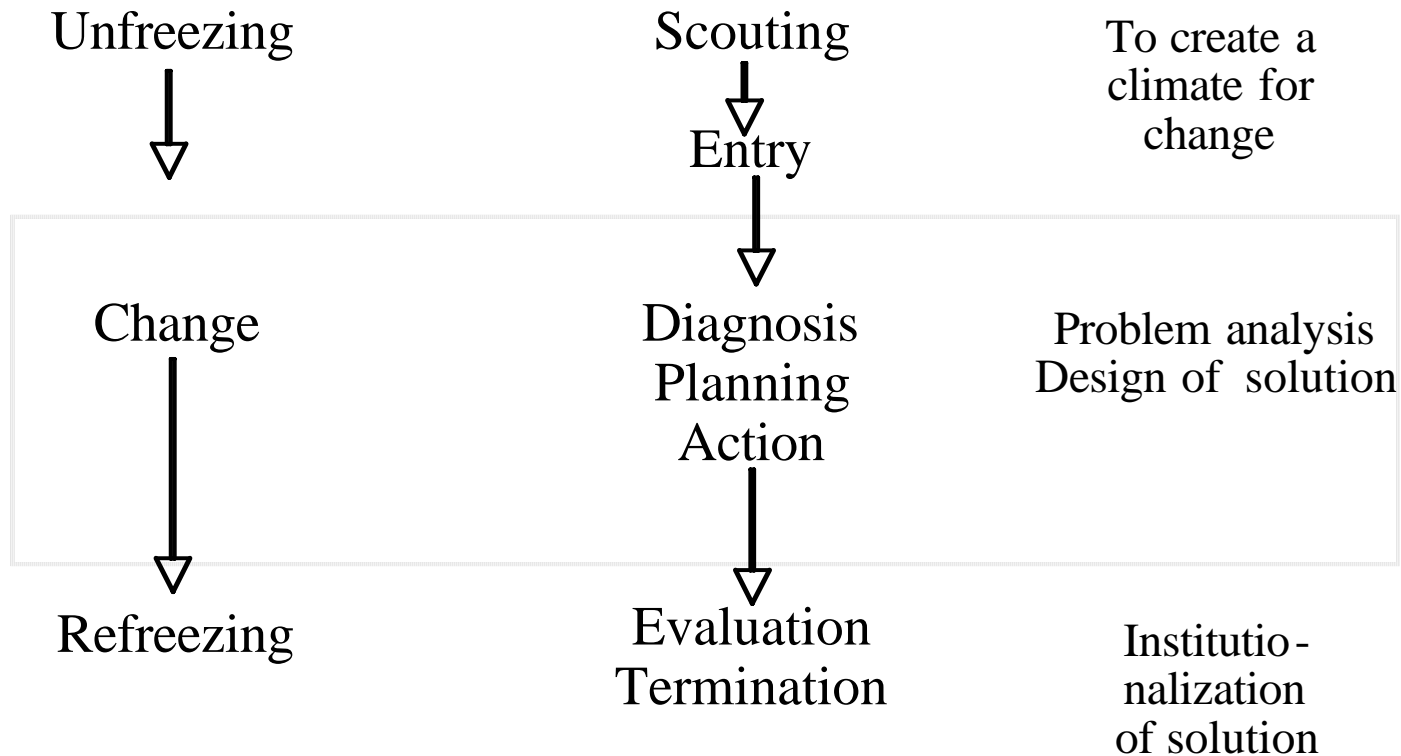 Unfreezing
Scouting
To create a
climate for
change
Entry
Change
Diagnosis
Planning
Action
Problem analysis
Design of solution
Refreezing
Evaluation
Termination
Institutio-
nalization
of solution